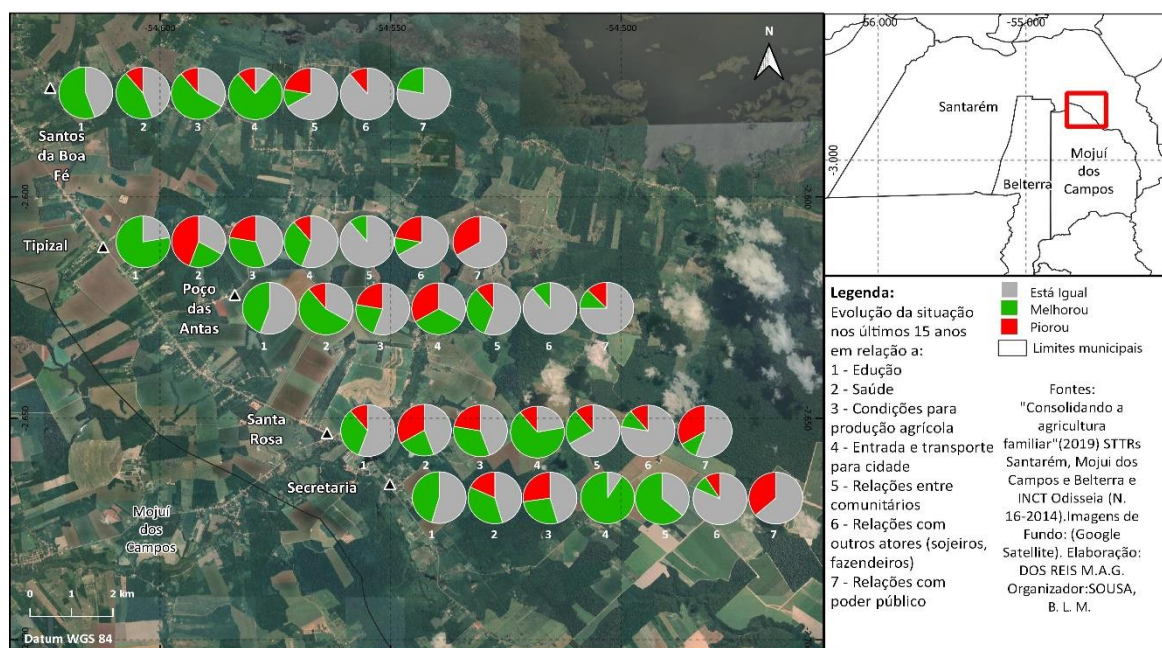 -54.600
-54.550
-54.500
N
1 2 3 4 5 6 7
Santos
da Boa
Fé
-2.600
-2.600
Tipizal
1 2 3 4 5 6 7
Poço
das
Antas
1 2 3 4 5 6 7
-2.650
Santa
Rosa
1 2 3 4 5 6 7
Secretaria
1 2 3 4 5 6 7
Mojuí
dos
Campos
0 1 2 km
Datum WGS 84
-56.000
-55.000
-3.000
Santarém
Belterra
Mojuí
dos
Campos
Legenda:
Evolução da situação
nos últimos 15 anos
em relação a:
1 - Edução
2 - Saúde
3 - Condições para
produção agrícola
4 - Entrada e transporte
para cidade
5 - Relações entre
comunitários
6 - Relações com
outros atores (sojeiros,
fazendeiros)
7 - Relações com
poder público
Está Igual
Melhorou
Piorou
Limites municipais
Fontes:
"Consolidando a
agricultura
familiar"(2019) STTRs
Santarém, Mojui dos
Campos e Belterra e
INCT Odisseia (N.
16-2014).Imagens de
Fundo: (Google
Satellite). Elaboração:
DOS REIS M.A.G.
Organizador:SOUSA,
B. L. M.